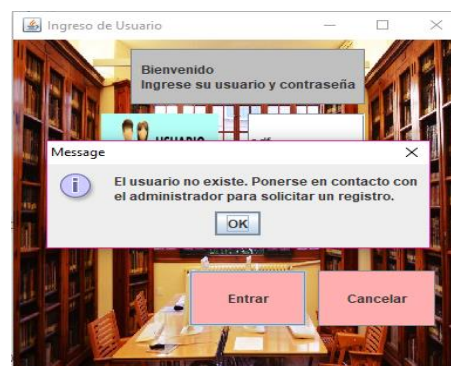 Ingreso de Usuario
Bienvenido
Ingrese su usuario y contraseña
USUARIO
Message
El usuario no existe. Ponerse en contacto con
el administrador para solicitar un registro.
OK
Entrar
Cancelar